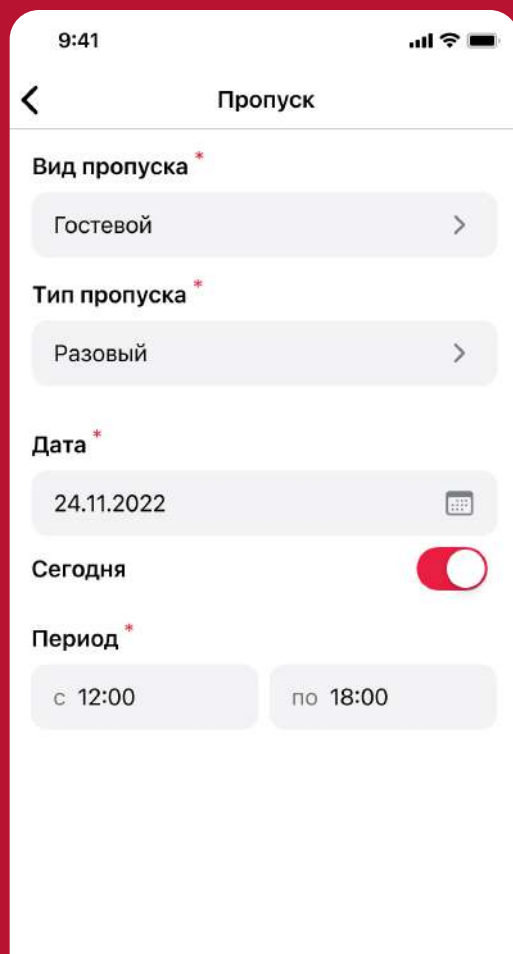 9:41
Пропуск
Вид пропуска *
Гостевой
Тип пропуска *
Разовый
Дата *
24.11.2022
Сегодня
Период *
с 12:00 по 18:00